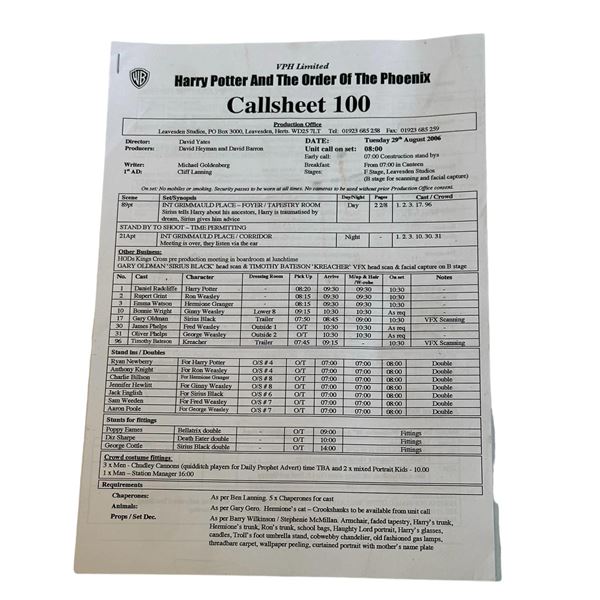 VPH Limited
WB
Harry Potter And The Order Of The Phoenix
Callsheet 100
Production Office
Leavesden Studios, PO Box 3000, Leavesden, Herts. WD25 7LT Tel: 01923 685 258 Fax: 01923 685 259
Director: David Yates DATE: Tuesday 29th August 2006
Producers: David Heyman and David Barron Unit call on set: 08:00
Early call: 07:00 Construction stand bys
Writer: Michael Goldenberg Breakfast: From 07:00 in Canteen
1st AD: Cliff Lanning Stages: F Stage, Leavesden Studios
(B stage for scanning and facial capture)
On set: No mobiles or smoking. Security passes to be worn at all times. No cameras to be used without prior Production Office consent.
Scene Set/Synopsis Day/Night Pages Cast / Crowd
89pt INT GRIMMAULD PLACE – FOYER / TAPESTRY ROOM Day 2 2/8 1. 2. 3. 17. 96
Sirius tells Harry about his ancestors, Harry is traumatised by
dream, Sirius gives him advice
STAND BY TO SHOOT – TIME PERMITTING
21Apt INT GRIMMAULD PLACE / CORRIDOR Night - 1. 2. 3. 10. 30. 31
Meeting is over, they listen via the ear
Other Business:
HODs Kings Cross pre production meeting in boardroom at lunchtime
GARY OLDMAN 'SIRIUS BLACK' head scan & TIMOTHY BATESON 'KREACHER' VFX head scan & facial capture on B stage
No. Cast Character Dressing Room Pick Up Arrive M/up & Hair /W-robe On set Notes
1 Daniel Radcliffe Harry Potter 08:20 09:30 09:30 10:30
2 Rupert Grint Ron Weasley - 08:15 09:30 09:30 10:30
3 Emma Watson Hermione Granger - 08:15 09:30 09:30 10:30
10 Bonnie Wright Ginny Weasley Lower 8 09:15 10:30 10:30 As req
17 Gary Oldman Sirius Black Trailer 07:50 08:45 09:00 10:30 VFX Scanning
30 James Phelps Fred Weasley Outside 1 O/T 10:30 10:30 As req
31 Oliver Phelps George Weasley Outside 2 O/T 10:30 10:30 As req
96 Timothy Bateson Kreacher Trailer 07:45 09:15 - 10:30 VFX Scanning
Stand Ins / Doubles
Ryan Newberry For Harry Potter O/S # 4 O/T 07:00 07:00 08:00 Double
Anthony Knight For Ron Weasley O/S # 4 O/T 07:00 07:00 08:00 Double
Charlie Billson For Hermione Granger O/S # 6 O/T 07:00 07:00 08:00 Double
Jennifer Hewlitt For Ginny Weasley O/S # 6 O/T 07:00 07:00 08:00 Double
Jack English For Sirius Black O/S # 7 O/T 07:00 07:00 08:00 Double
Sam Weeden For Fred Weasley O/S # 7 O/T 07:00 07:00 08:00 Double
Aaron Poole For George Weasley O/S # 7 O/T 07:00 07:00 08:00 Double
Stunts for fittings
Poppy Eames Bellatrix double - O/T 09:00 Fittings
Diz Sharpe Death Eater double - O/T 10:00 Fittings
George Cottle Sirius Black double - O/T 14:00 Fittings
Crowd costume fittings:
3 x Men - Chudley Cannons (quidditch players for Daily Prophet Advert) time TBA and 2 x mixed Portrait Kids - 10.00
1 x Man – Station Manager 16:00
Requirements
Chaperones: As per Ben Lanning. 5 x Chaperones for cast
Animals: As per Gary Gero. Hermione's cat – Crookshanks to be available from unit call
Props / Set Dec. As per Barry Wilkinson / Stephenie McMillan. Armchair, faded tapestry, Harry's trunk,
Hermione's trunk, Ron's trunk, school bags, Haughty Lord portrait, Harry's glasses,
candles, Troll's foot umbrella stand, cobwebby chandelier, old fashioned gas lamps,
threadbare carpet, wallpaper peeling, curtained portrait with mother's name plate